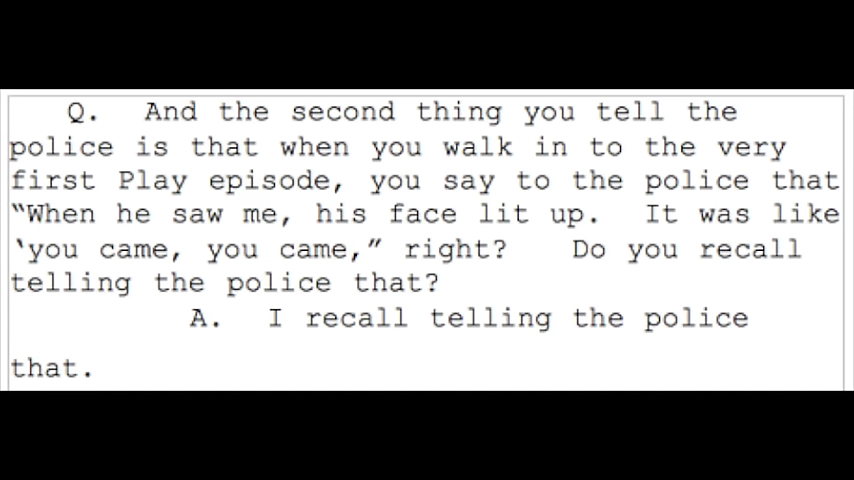 Q. And the second thing you tell the
police is that when you walk in to the very
first Play episode, you say to the police that
“When he saw me, his face lit up. It was like
‘you came, you came,” right? Do you recall
telling the police that?
A. I recall telling the police
that.